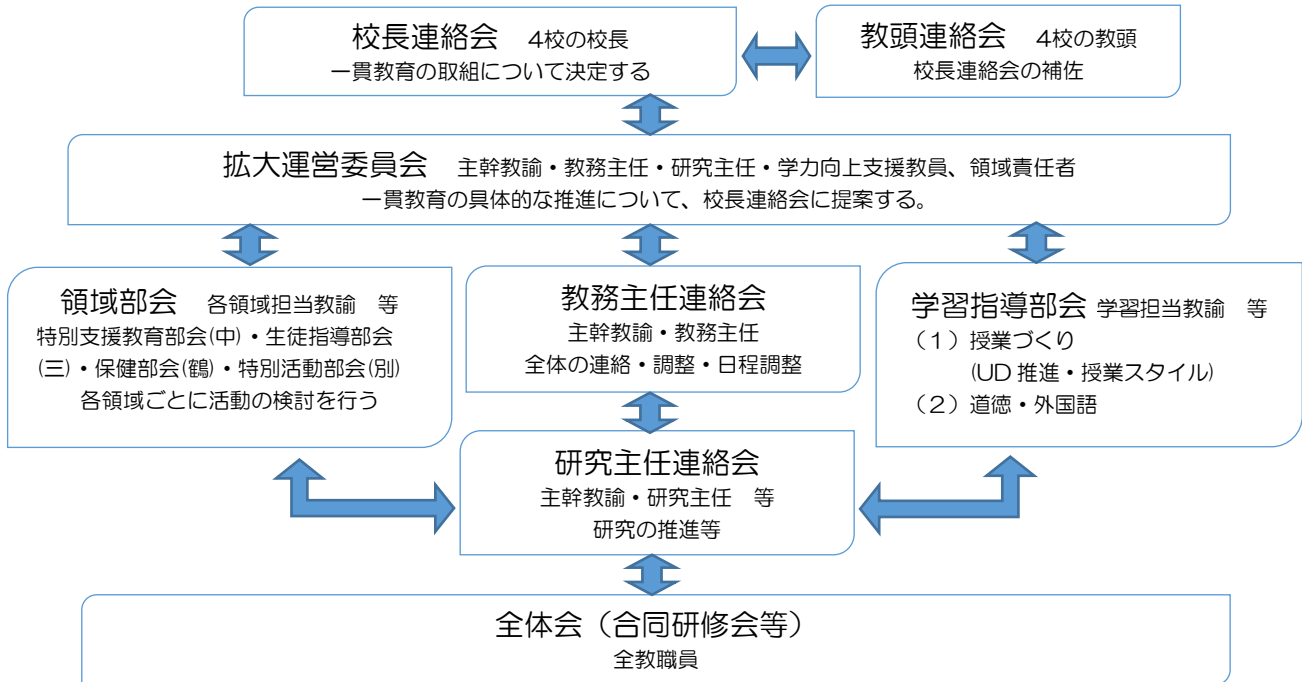 校長連絡会　4校の校長
一貫教育の取組について決定する
教頭連絡会　4校の教頭
校長連絡会の補佐
拡大運営委員会　主幹教諭・教務主任・研究主任・学力向上支援教員、領域責任者
一貫教育の具体的な推進について、校長連絡会に提案する。
領域部会　各領域担当教諭　等
特別支援教育部会(中)・生徒指導部会
(三)・保健部会(鶴)・特別活動部会(別)
各領域ごとに活動の検討を行う
教務主任連絡会
主幹教諭・教務主任
全体の連絡・調整・日程調整
学習指導部会 学習担当教諭　等
（１）授業づくり
(UD 推進・授業スタイル)
（２）道徳・外国語
研究主任連絡会
主幹教諭・研究主任　等
研究の推進等
全体会（合同研修会等）
全教職員